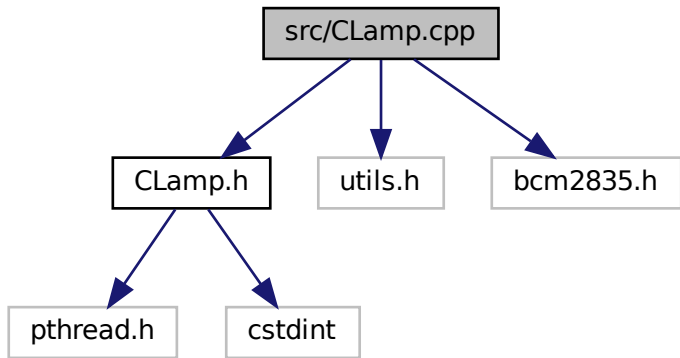 src/CLamp.cpp
CLamp.h
utils.h
bcm2835.h
pthread.h
cstdint